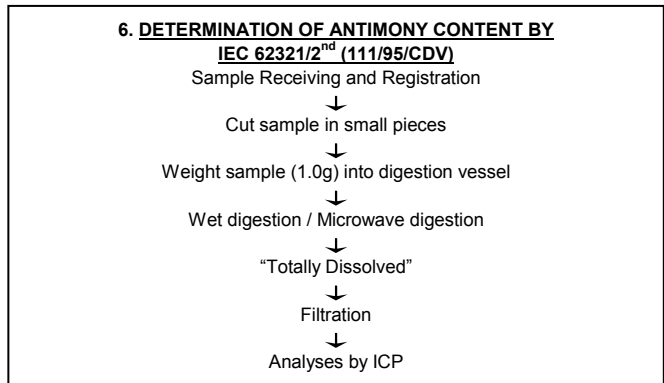 6. DETERMINATION OF ANTIMONY CONTENT BY
IEC 62321/2nd (111/95/CDV)
Sample Receiving and Registration
Cut sample in small pieces
Weight sample (1.0g) into digestion vessel
Wet digestion / Microwave digestion
“Totally Dissolved”
Filtration
Analyses by ICP